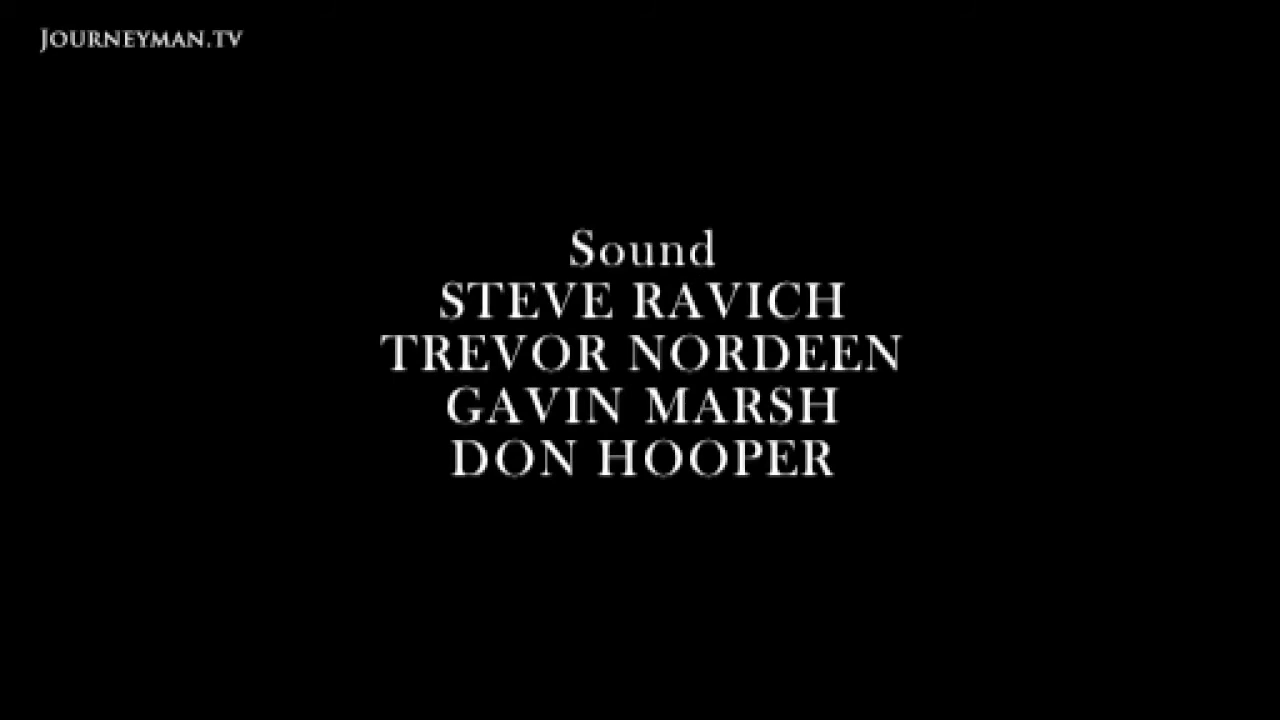 JOURNEYMAN.TV
Sound
STEVE RAVICH
TREVOR NORDEEN
GAVIN MARSH
DON HOOPER